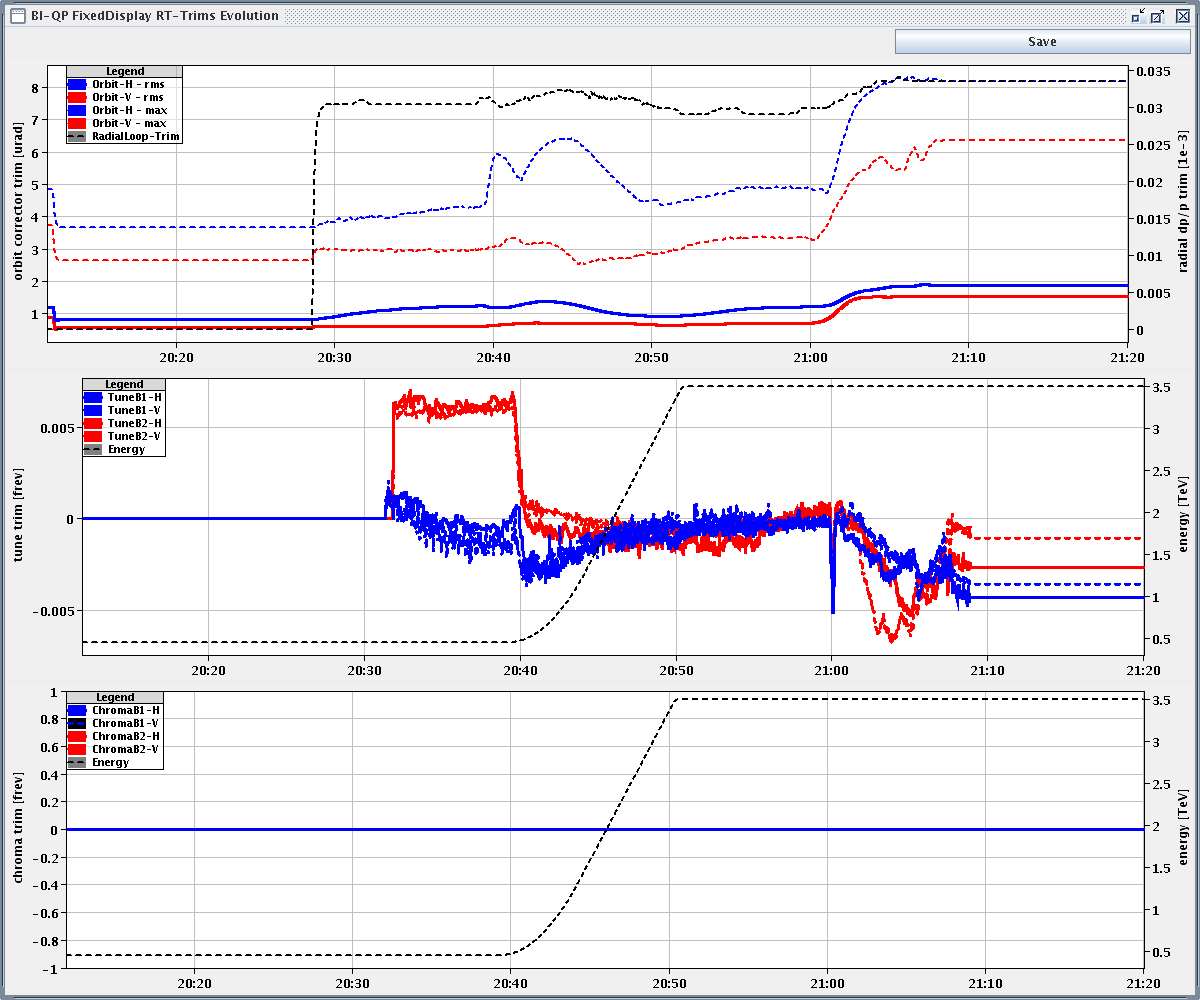 BI-QP FixedDisplay RT-Trims Evolution
Save
Legend
Orbit-H - rms
Orbit-V - rms
Orbit-H - max
Orbit-V - max
RadialLoop-Trim
orbit corrector trim [urad]
8
7
6
5
4
3
2
1
0.035
0.03
0.025
0.02
0.015
0.01
0.005
0
radial dp/p trim [1e-3]
20:20 20:30 20:40 20:50 21:00 21:10 21:20
Legend
TuneB1-H
TuneB1-V
TuneB2-H
TuneB2-V
Energy
tune trim [frev]
0.005
0
-0.005
3.5
3
2.5
2
1.5
1
0.5
energy [TeV]
20:20 20:30 20:40 20:50 21:00 21:10 21:20
Legend
ChromaB1-H
ChromaB1-V
ChromaB2-H
ChromaB2-V
Energy
chroma trim [frev]
1
0.8
0.6
0.4
0.2
0
-0.2
-0.4
-0.6
-0.8
-1
3.5
3
2.5
2
1.5
1
0.5
energy [TeV]
20:20 20:30 20:40 20:50 21:00 21:10 21:20